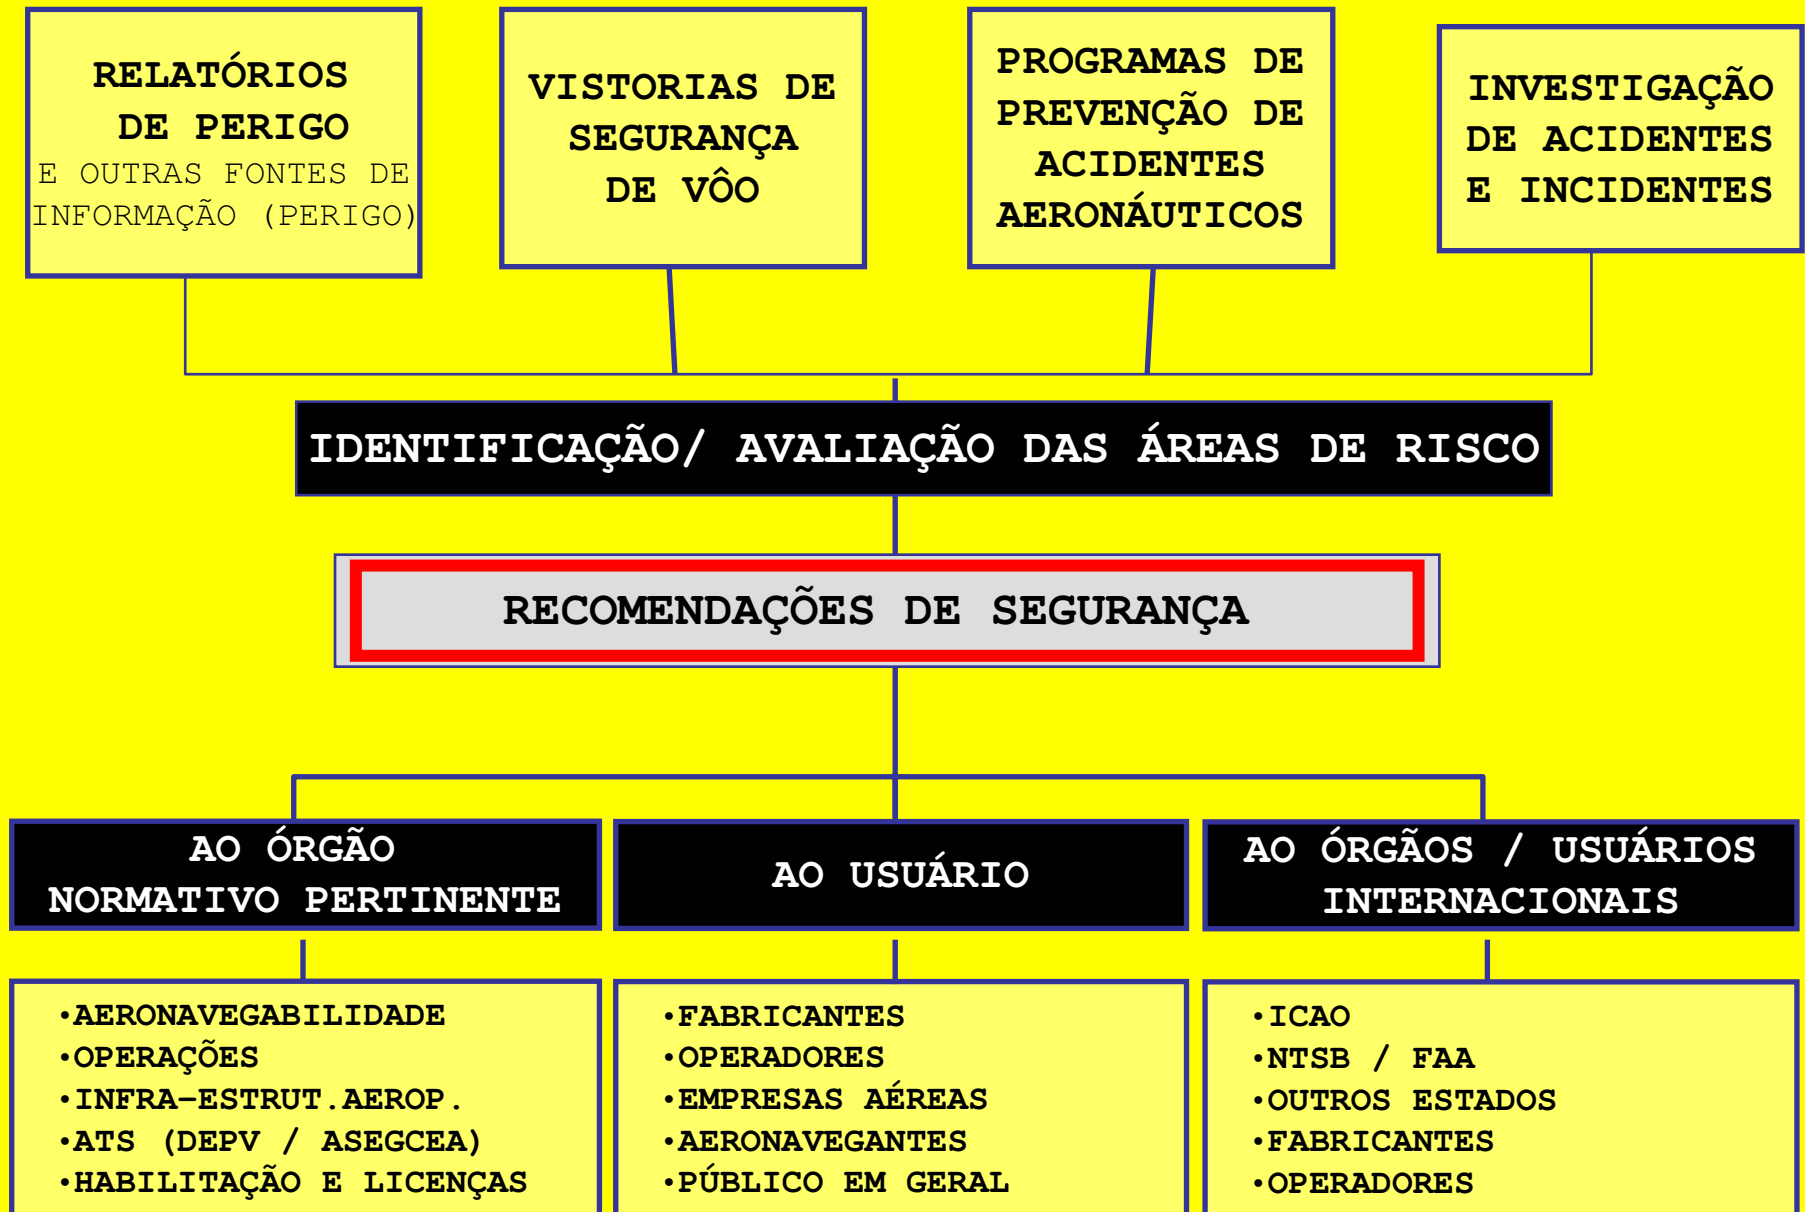 RELATÓRIOS
DE PERIGO
E OUTRAS FONTES DE
INFORMAÇÃO (PERIGO)
VISTORIAS DE
SEGURANÇA
DE VÔO
PROGRAMAS DE
PREVENÇÃO DE
ACIDENTES
AERONÁUTICOS
INVESTIGAÇÃO
DE ACIDENTES
E INCIDENTES
IDENTIFICAÇÃO/ AVALIAÇÃO DAS ÁREAS DE RISCO
RECOMENDAÇÕES DE SEGURANÇA
AO ÓRGÃO
NORMATIVO PERTINENTE
•AERONAVEGABILIDADE
•OPERAÇÕES
•INFRA-ESTRUT.AEROP.
•ATS (DEPV / ASEGCEA)
•HABILITAÇÃO E LICENÇAS
AO USUÁRIO
•FABRICANTES
•OPERADORES
•EMPRESAS AÉREAS
•AERONAVEGANTES
•PÚBLICO EM GERAL
AO ÓRGÃOS / USUÁRIOS
INTERNACIONAIS
•ICAO
•NTSB / FAA
•OUTROS ESTADOS
•FABRICANTES
•OPERADORES